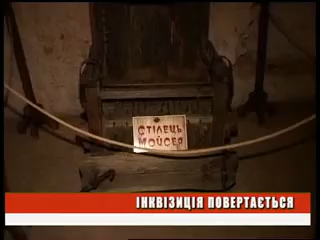 СТІЛЕЦЬ
МОЙСЕЯ
ІНКВІЗИЦІЯ ПОВЕРТАЄТЬСЯ